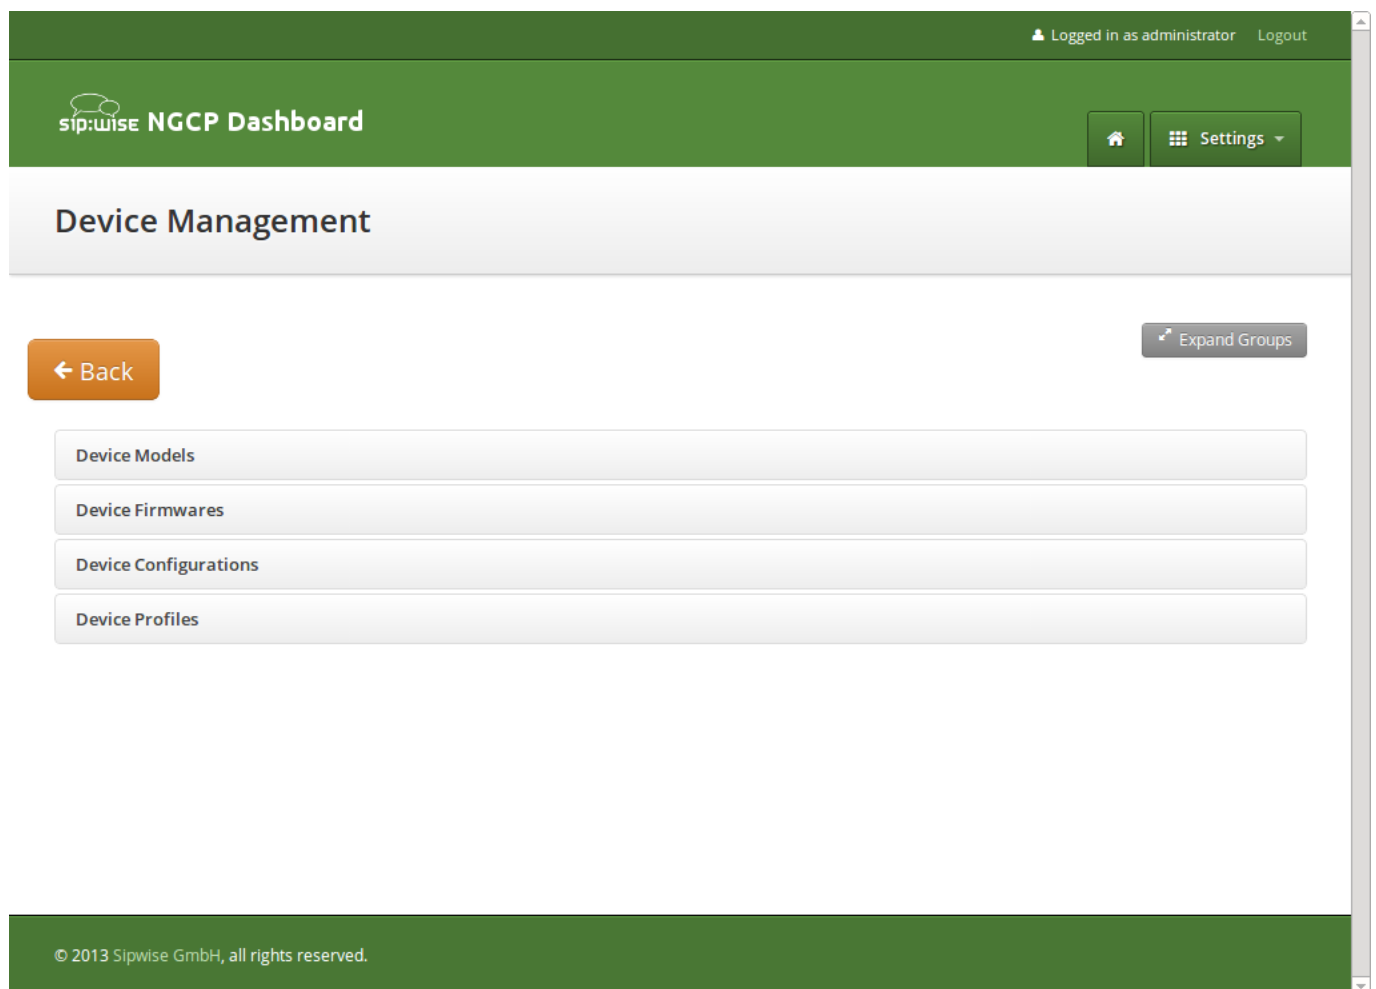 Logged in as administrator Logout
sip:wise NGCP Dashboard
Settings
Device Management
Expand Groups
Back
Device Models
Device Firmwares
Device Configurations
Device Profiles
© 2013 Sipwise GmbH, all rights reserved.